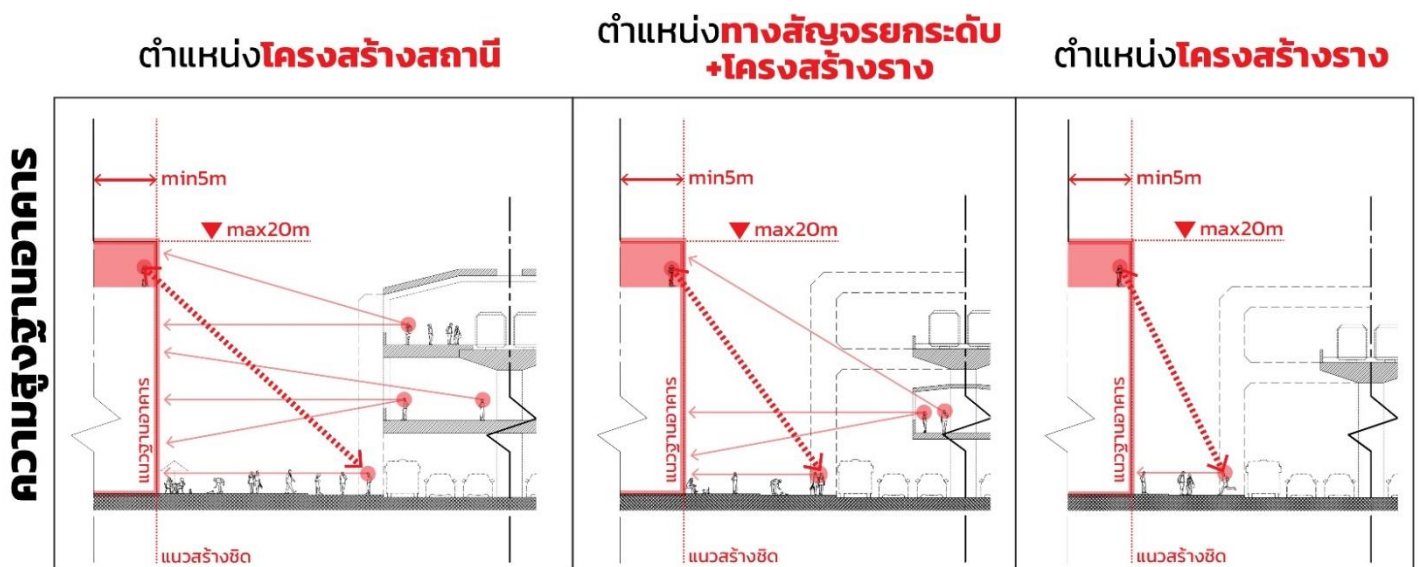 ตำแหน่งโครงสร้างสถานี
ตำแหน่งทางสัญจรยกระดับ
+โครงสร้างราง
ตำแหน่งโครงสร้างราง
ความสูงฐานอาคาร
min5m
max20m
แนวฐานอาคาร
แนวสร้างชิด
min5m
max20m
แนวฐานอาคาร
แนวสร้างชิด
min5m
max20m
แนวฐานอาคาร
แนวสร้างชิด